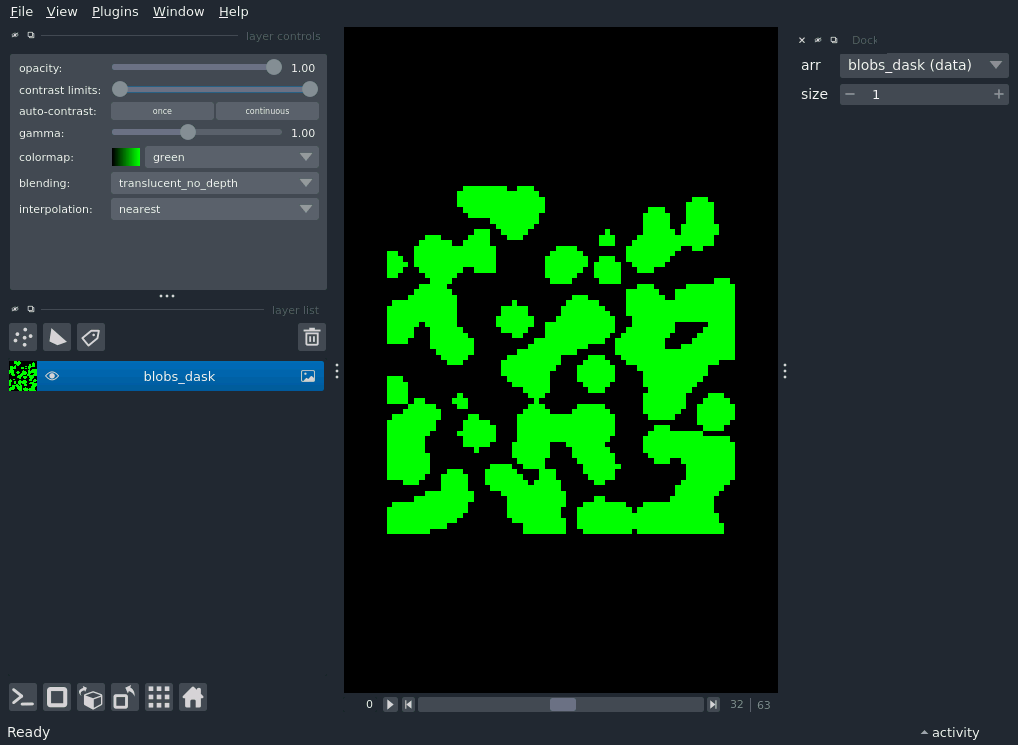 File View Plugins Window Help
layer controls
opacity: 1.00
contrast limits:
auto-contrast: once continuous
gamma: 1.00
colormap: green
blending: translucent_no_depth
interpolation: nearest
layer list
blobs_dask
Dock
arr blobs_dask (data)
size 1
0 32 63
Ready
activity